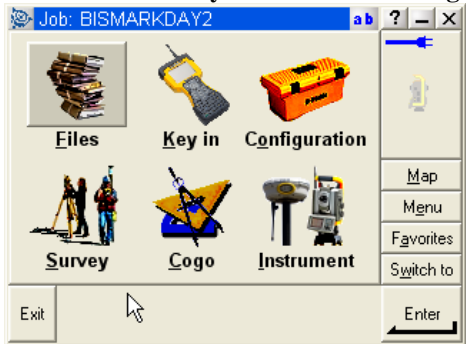 Job: BISMARKDAY2
ab
? – ×
Files
Key in
Configuration
Map
Menu
Favorites
Survey
Cogo
Instrument
Switch to
Exit
Enter